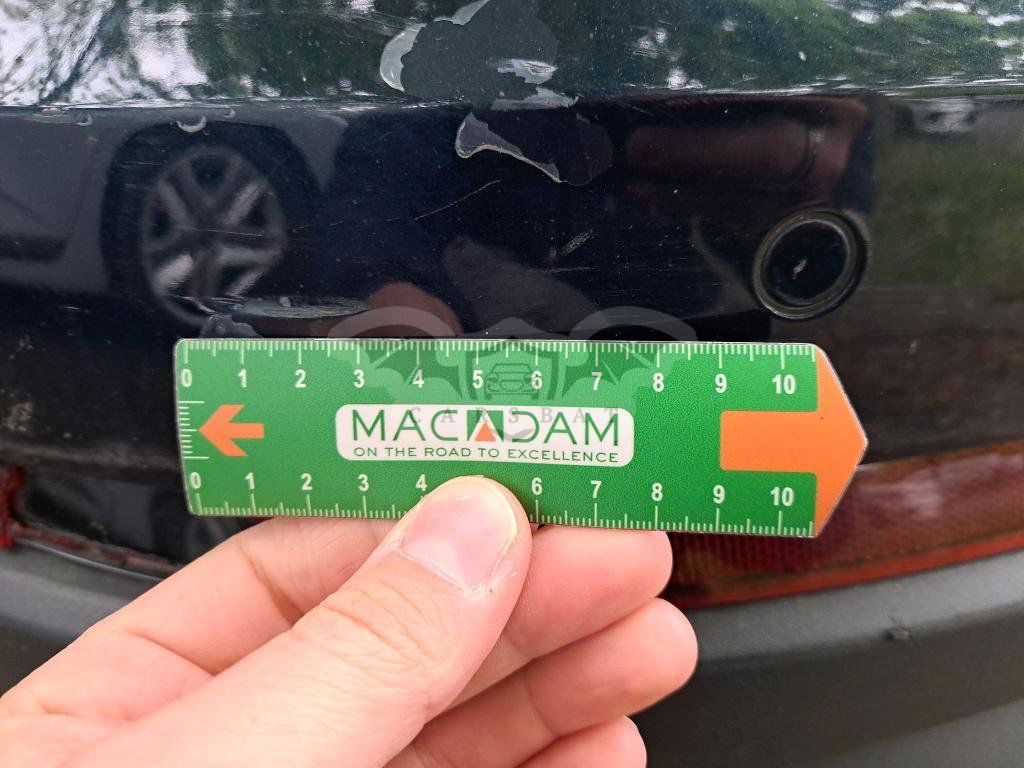 0 1 2 3 4 5 6 7 8 9 10
MACADAM
CARSBAT
ON THE ROAD TO EXCELLENCE
0 1 2 3 4 6 7 8 9 10